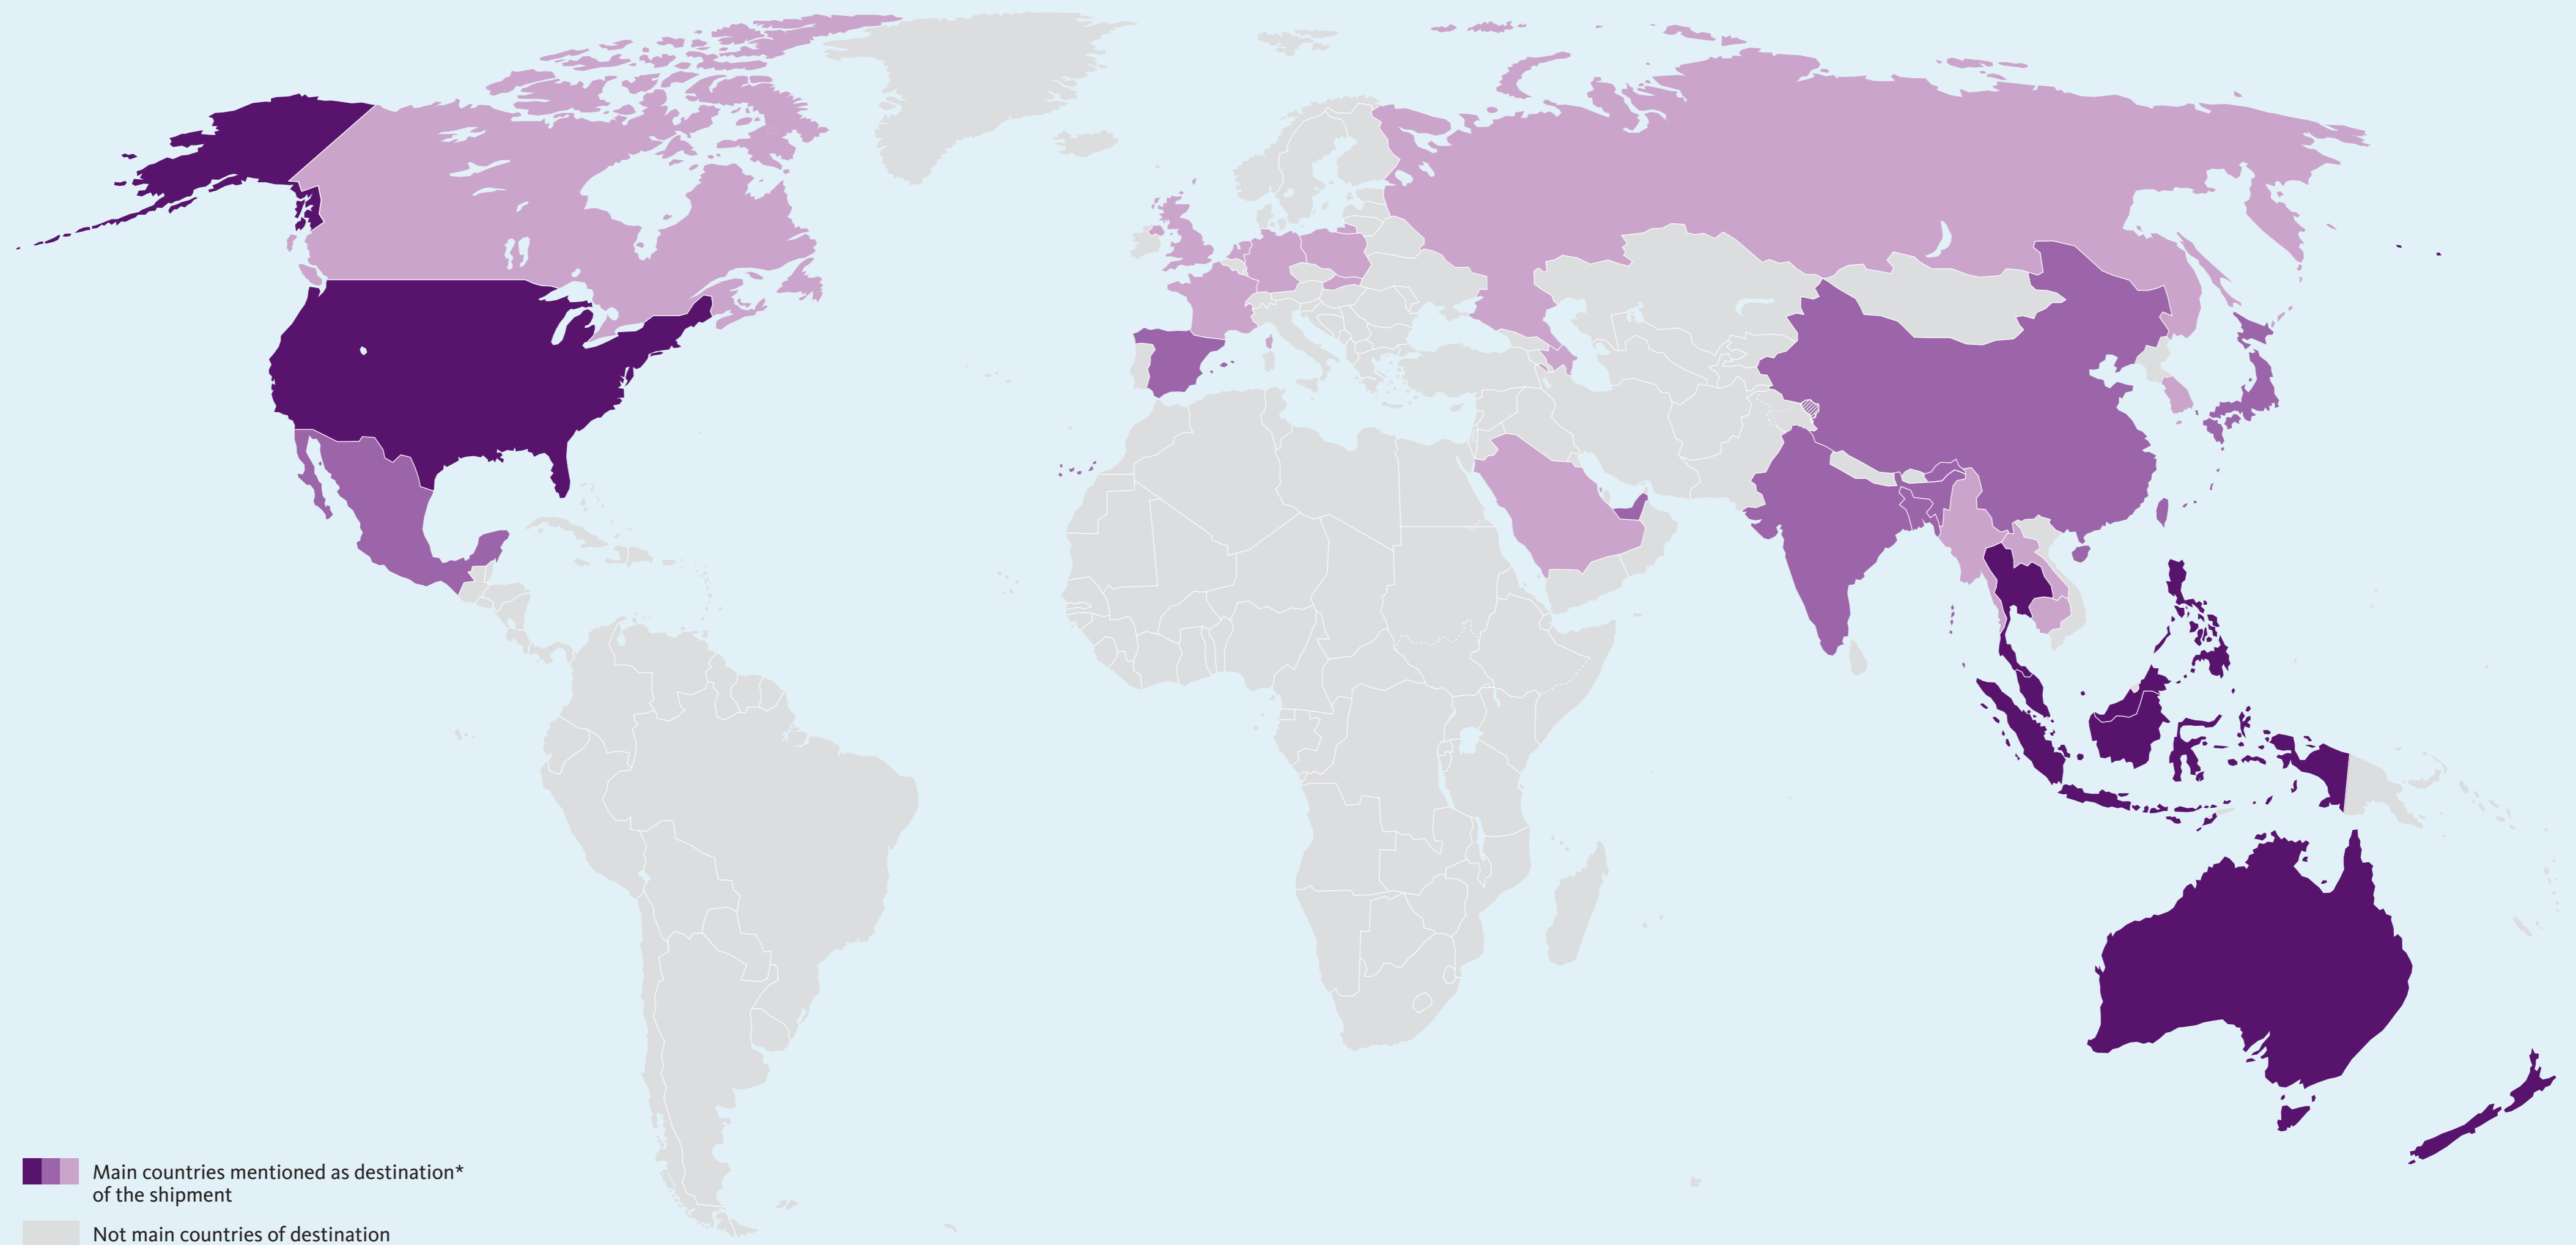 Main countries mentioned as destination*
of the shipment
Not main countries of destination